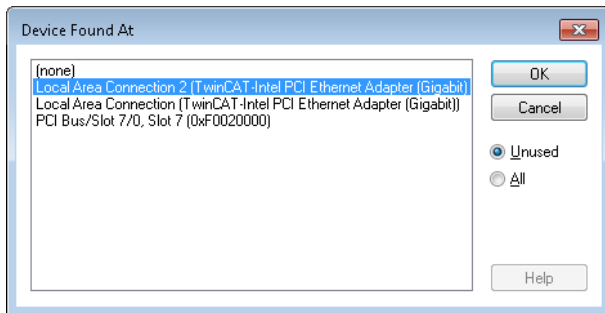 Device Found At
(none)
Local Area Connection 2 (TwinCAT-Intel PCI Ethernet Adapter (Gigabit)
Local Area Connection (TwinCAT-Intel PCI Ethernet Adapter (Gigabit))
PCI Bus/Slot 7/0, Slot 7 (0xF0020000)
OK
Cancel
Unused
All
Help